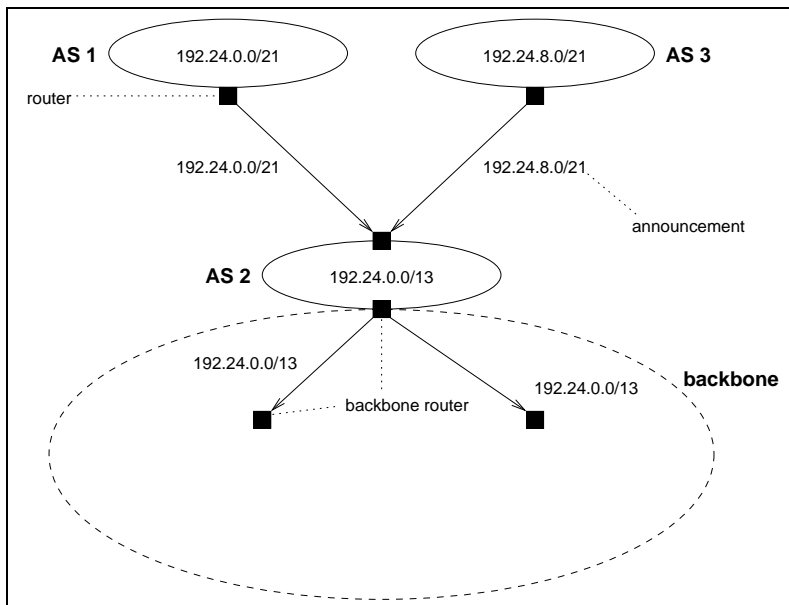 AS 1
192.24.0.0/21
192.24.8.0/21
AS 3
router
192.24.0.0/21
192.24.8.0/21
announcement
AS 2
192.24.0.0/13
192.24.0.0/13
192.24.0.0/13
backbone
backbone router